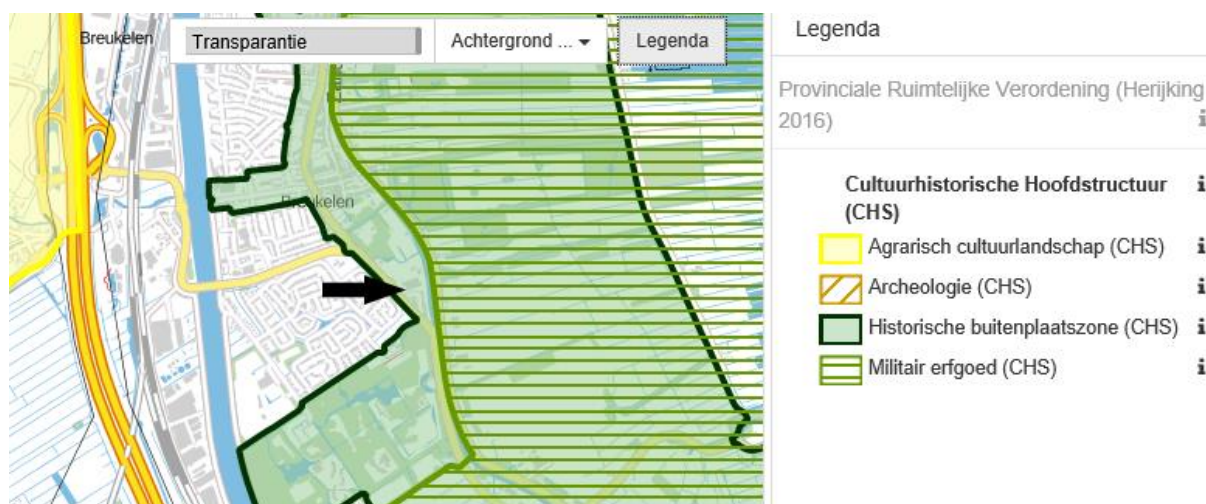 Breukelen
Transparantie
Achtergrond ...
Legenda
Breukelen
Legenda
Provinciale Ruimtelijke Verordening (Herijking
2016)
Cultuurhistorische Hoofdstructuur
(CHS)
Agrarisch cultuurlandschap (CHS)
Archeologie (CHS)
Historische buitenplaatszone (CHS)
Militair erfgoed (CHS)